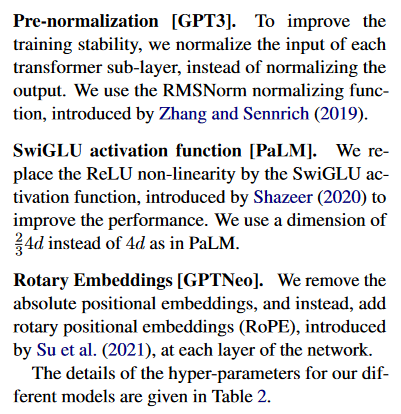 Pre-normalization [GPT3]. To improve the
training stability, we normalize the input of each
transformer sub-layer, instead of normalizing the
output. We use the RMSNorm normalizing func-
tion, introduced by Zhang and Sennrich (2019).
SwiGLU activation function [PaLM]. We re-
place the ReLU non-linearity by the SwiGLU ac-
tivation function, introduced by Shazeer (2020) to
improve the performance. We use a dimension of
2/3 4d instead of 4d as in PaLM.
Rotary Embeddings [GPTNeo]. We remove the
absolute positional embeddings, and instead, add
rotary positional embeddings (RoPE), introduced
by Su et al. (2021), at each layer of the network.
The details of the hyper-parameters for our dif-
ferent models are given in Table 2.